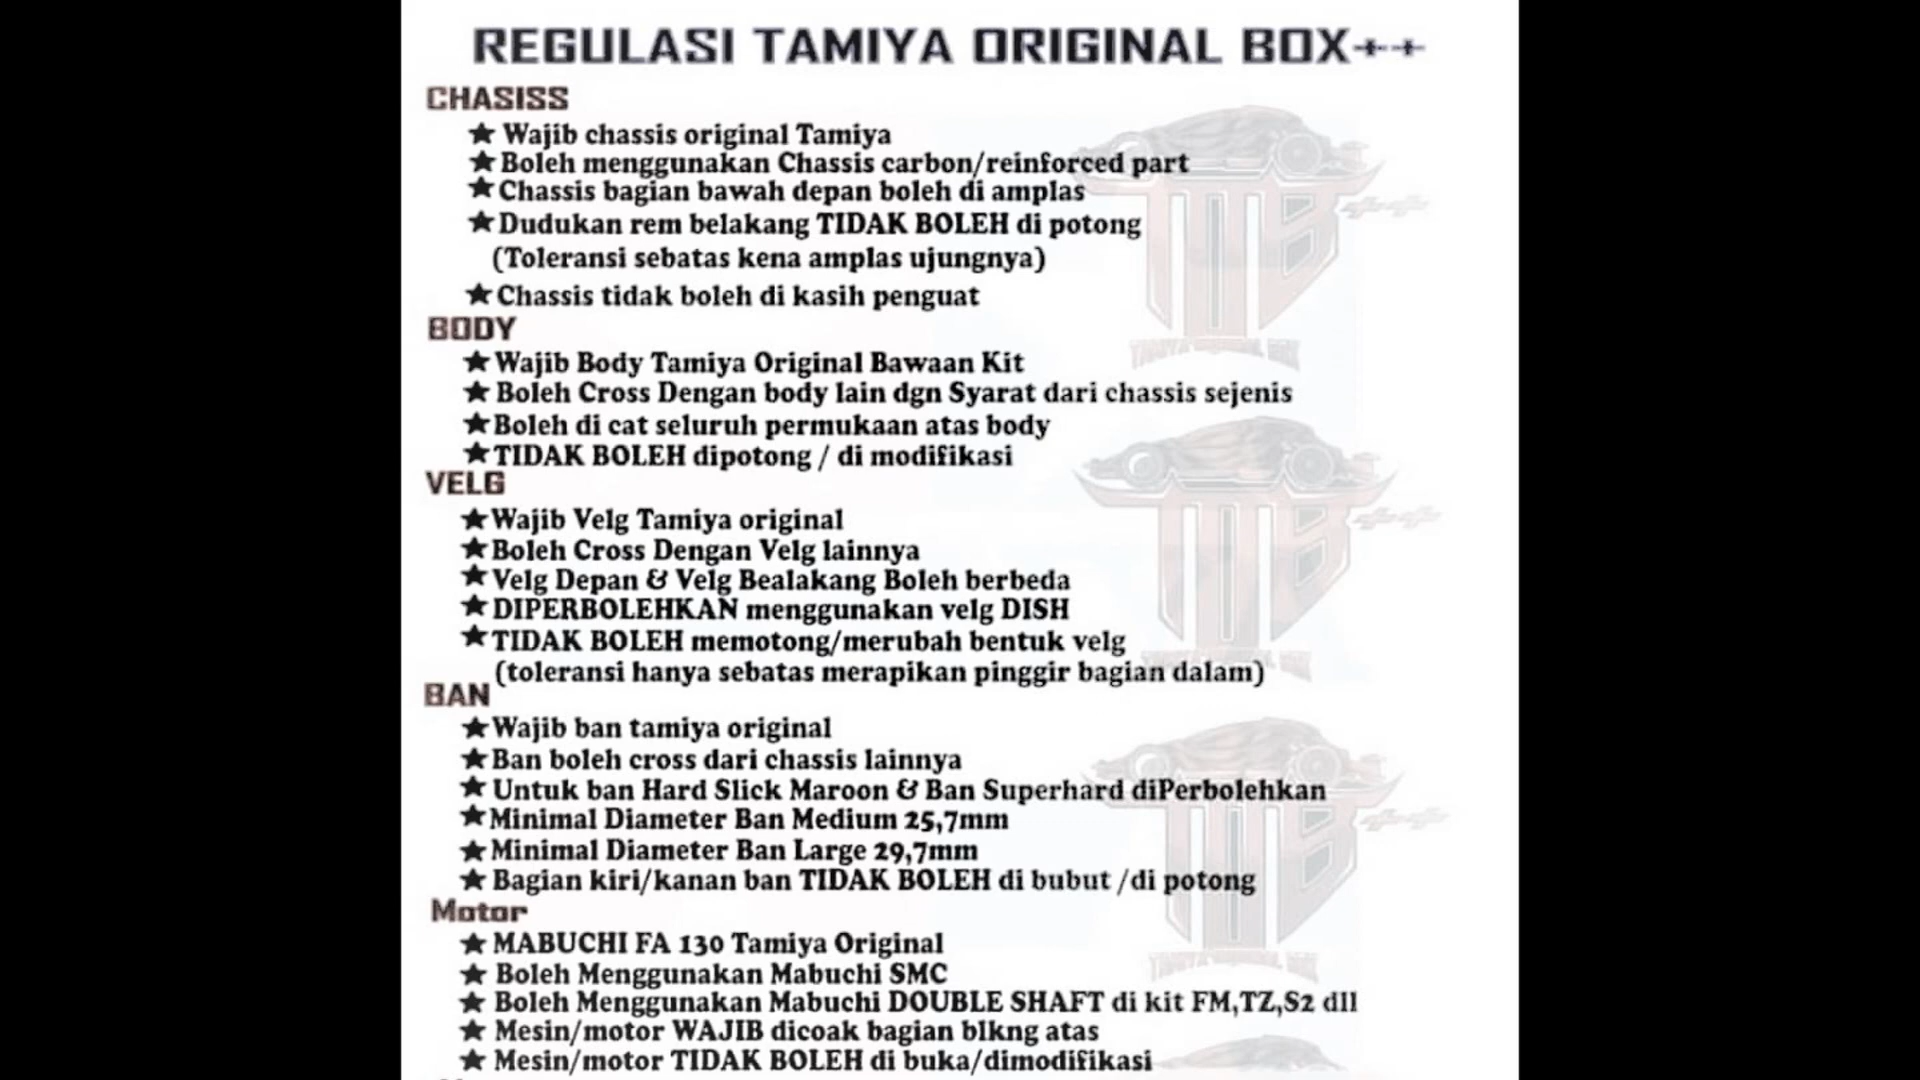 REGULASI TAMIYA ORIGINAL BOX++
CHASISS
★ Wajib chassis original Tamiya
★ Boleh menggunakan Chassis carbon/reinforced part
★ Chassis bagian bawah depan boleh di amplas
★ Dudukan rem belakang TIDAK BOLEH di potong
(Toleransi sebatas kena amplas ujungnya)
★ Chassis tidak boleh di kasih penguat
BODY
★ Wajib Body Tamiya Original Bawaan Kit
★ Boleh Cross Dengan body lain dgn Syarat dari chassis sejenis
★ Boleh di cat seluruh permukaan atas body
★ TIDAK BOLEH dipotong / di modifikasi
VELG
★ Wajib Velg Tamiya original
★ Boleh Cross Dengan Velg lainnya
★ Velg Depan & Velg Bealakang Boleh berbeda
★ DIPERBOLEHKAN menggunakan velg DISH
★ TIDAK BOLEH memotong/merubah bentuk velg
(toleransi hanya sebatas merapikan pinggir bagian dalam)
BAN
★ Wajib ban tamiya original
★ Ban boleh cross dari chassis lainnya
★ Untuk ban Hard Slick Maroon & Ban Superhard diPerbolehkan
★ Minimal Diameter Ban Medium 25,7mm
★ Minimal Diameter Ban Large 29,7mm
★ Bagian kiri/kanan ban TIDAK BOLEH di bubut /di potong
Motor
★ MABUCHI FA 130 Tamiya Original
★ Boleh Menggunakan Mabuchi SMC
★ Boleh Menggunakan Mabuchi DOUBLE SHAFT di kit FM,TZ,S2 dll
★ Mesin/motor WAJIB dicoak bagian blkng atas
★ Mesin/motor TIDAK BOLEH di buka/dimodifikasi